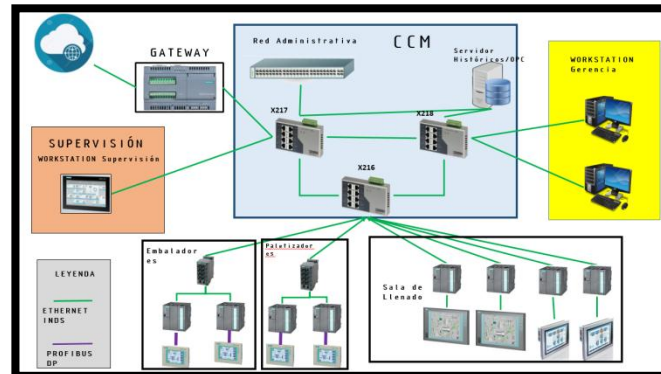 GATEWAY
Red Administrativa
CCM
Servidor
Históricos/OPC
WORKSTATION
Gerencia
X217
X218
SUPERVISIÓN
WORKSTATION Supervisión
X216
Embalador
es
Paletizador
es
Sala de
Llenado
LEYENDA
ETHERNET
INDS
PROFIBUS
DP